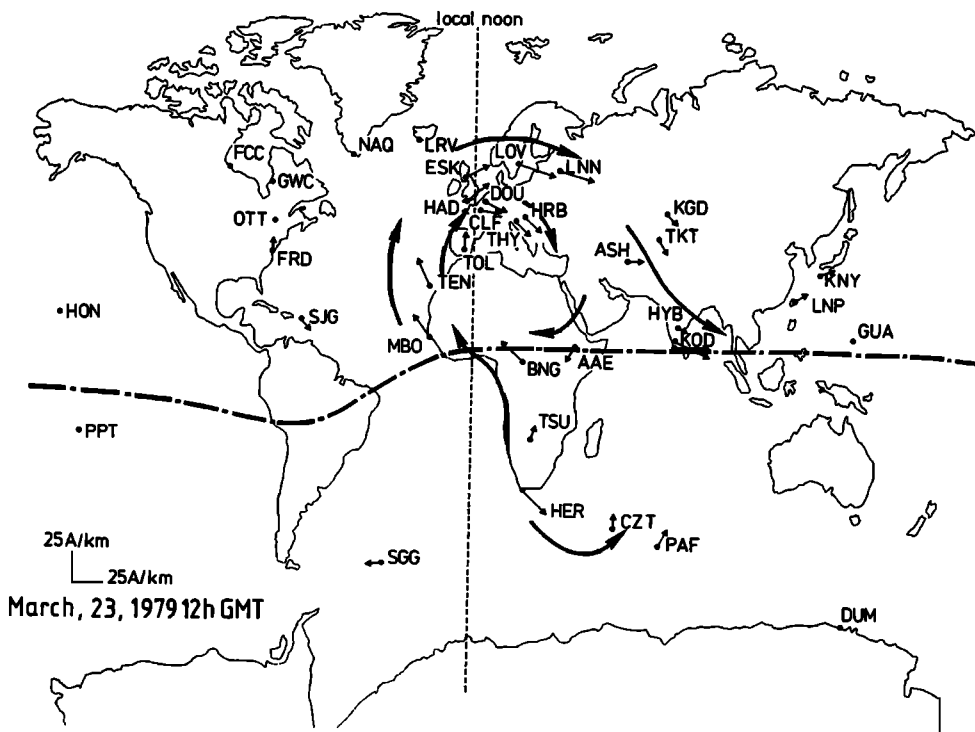 local noon
NAQ
LRV
FCC
ESK
LOV
LNN
GWC
DOU
HAD
HRB
OTT
CLF
KGD
THY
TKT
FRD
TOL
ASH
TEN
KNY
HON
SJG
HYB
LNP
MBO
KOD
GUA
BNG
AAE
PPT
TSU
HER
CZT
PAF
25A/km
25A/km
SGG
March, 23, 1979 12h GMT
DUM